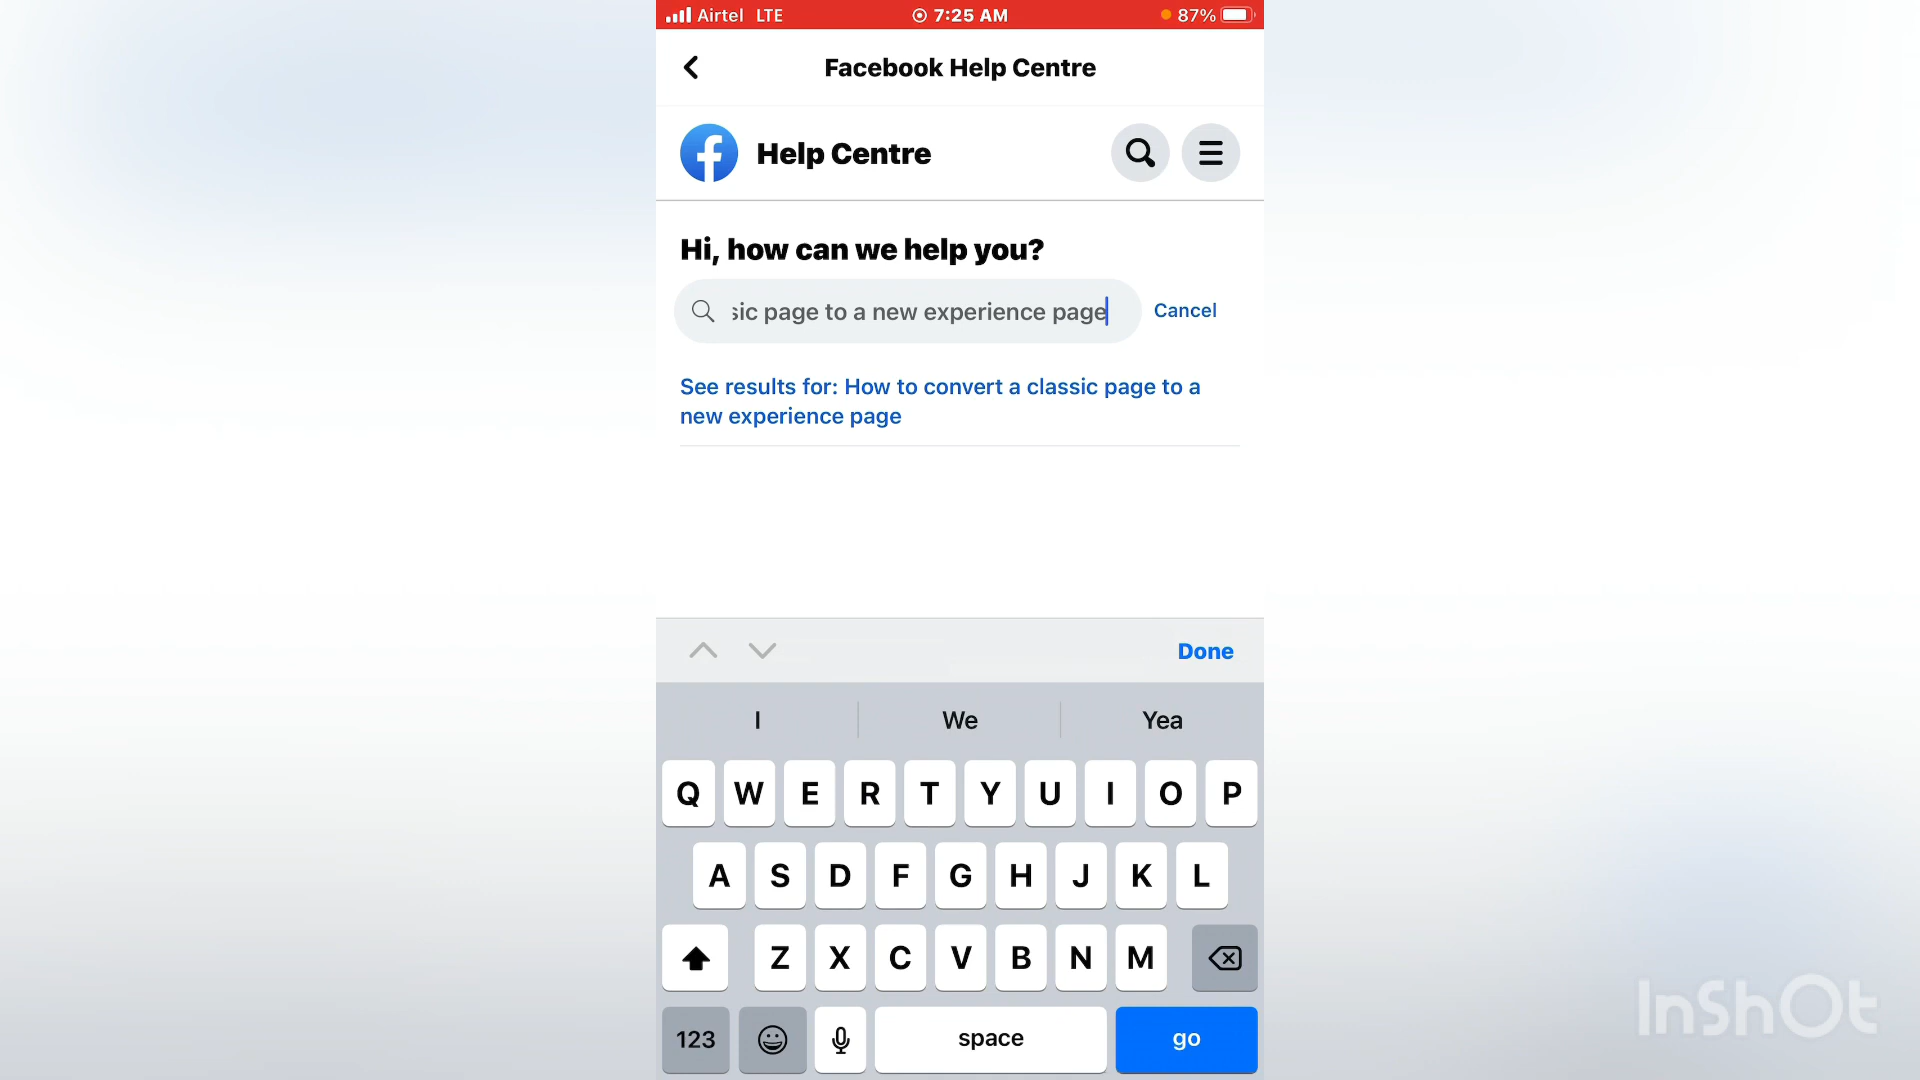 Airtel LTE 7:25 AM 87%
Facebook Help Centre
Help Centre
Hi, how can we help you?
sic page to a new experience page Cancel
See results for: How to convert a classic page to a
new experience page
Done
I We Yea
Q W E R T Y U I O P
A S D F G H J K L
Z X C V B N M
123 space go
InShOt